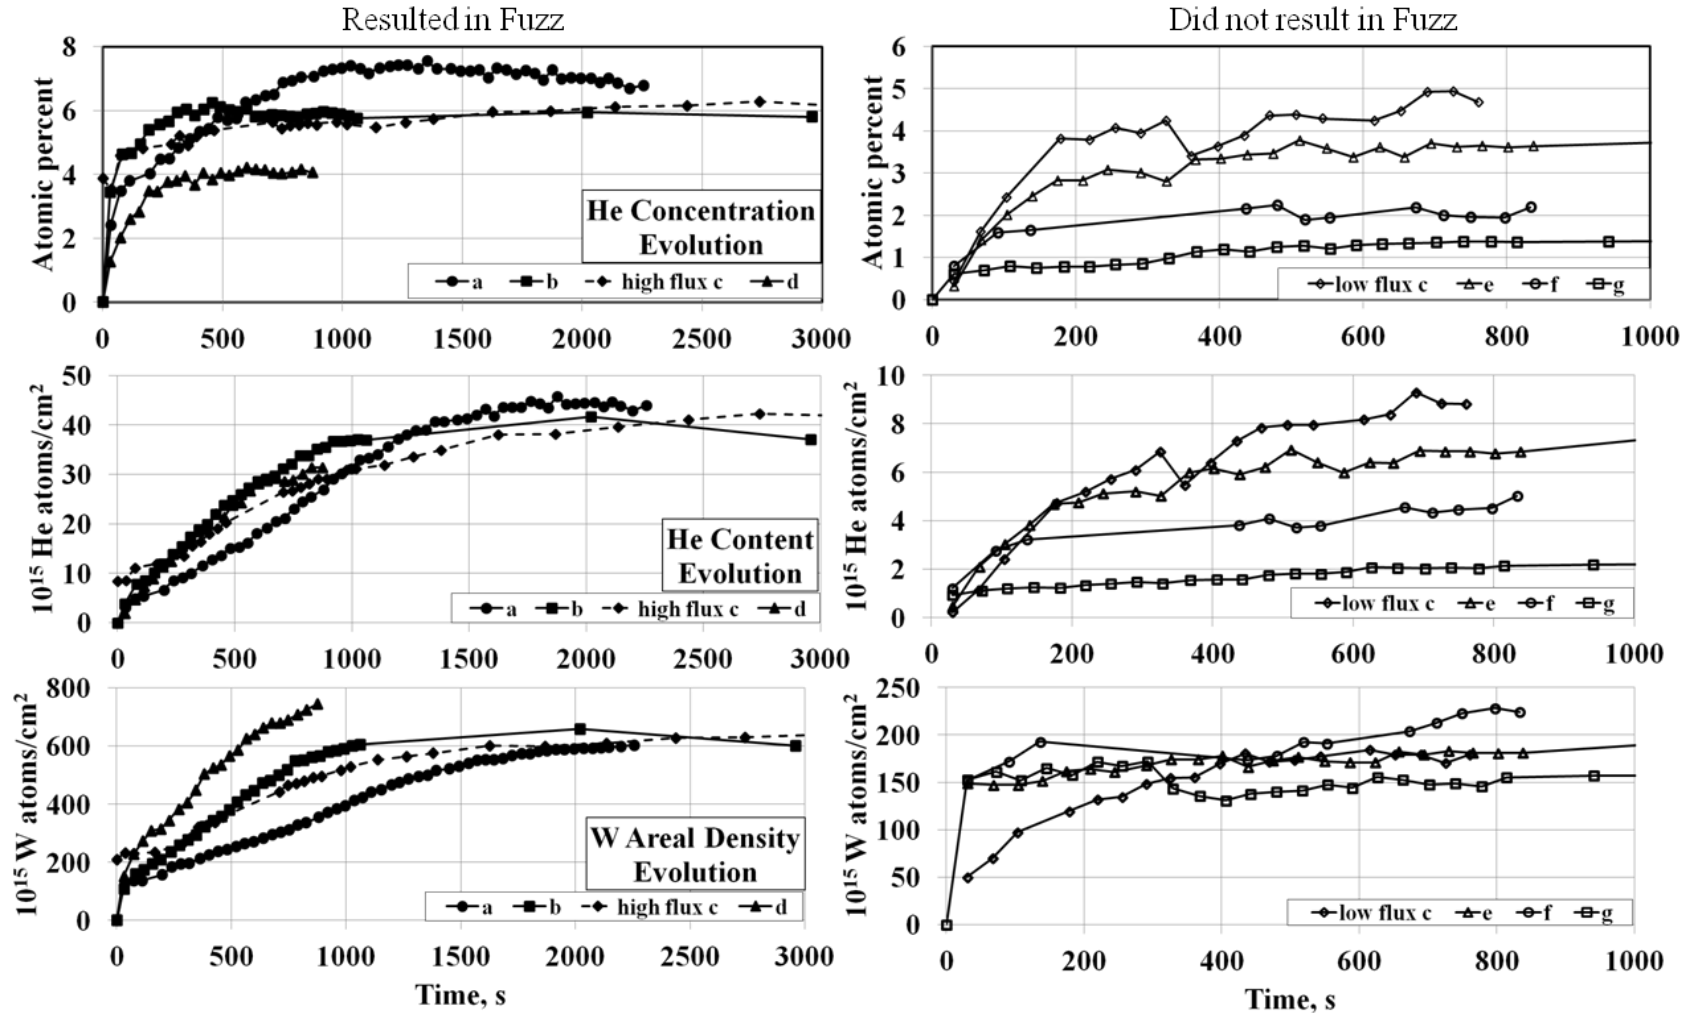 Resulted in Fuzz
Did not result in Fuzz
Atomic percent
8
6
4
2
0
He Concentration
Evolution
a b high flux c d
0 500 1000 1500 2000 2500 3000
Atomic percent
6
5
4
3
2
1
0
low flux c e f g
0 200 400 600 800 1000
10¹⁵ He atoms/cm²
50
40
30
20
10
0
He Content
Evolution
a b high flux c d
0 500 1000 1500 2000 2500 3000
10¹⁵ He atoms/cm²
10
8
6
4
2
0
low flux c e f g
0 200 400 600 800 1000
10¹⁵ W atoms/cm²
800
600
400
200
0
W Areal Density
Evolution
a b high flux c d
0 500 1000 1500 2000 2500 3000
Time, s
10¹⁵ W atoms/cm²
250
200
150
100
50
0
low flux c e f g
0 200 400 600 800 1000
Time, s